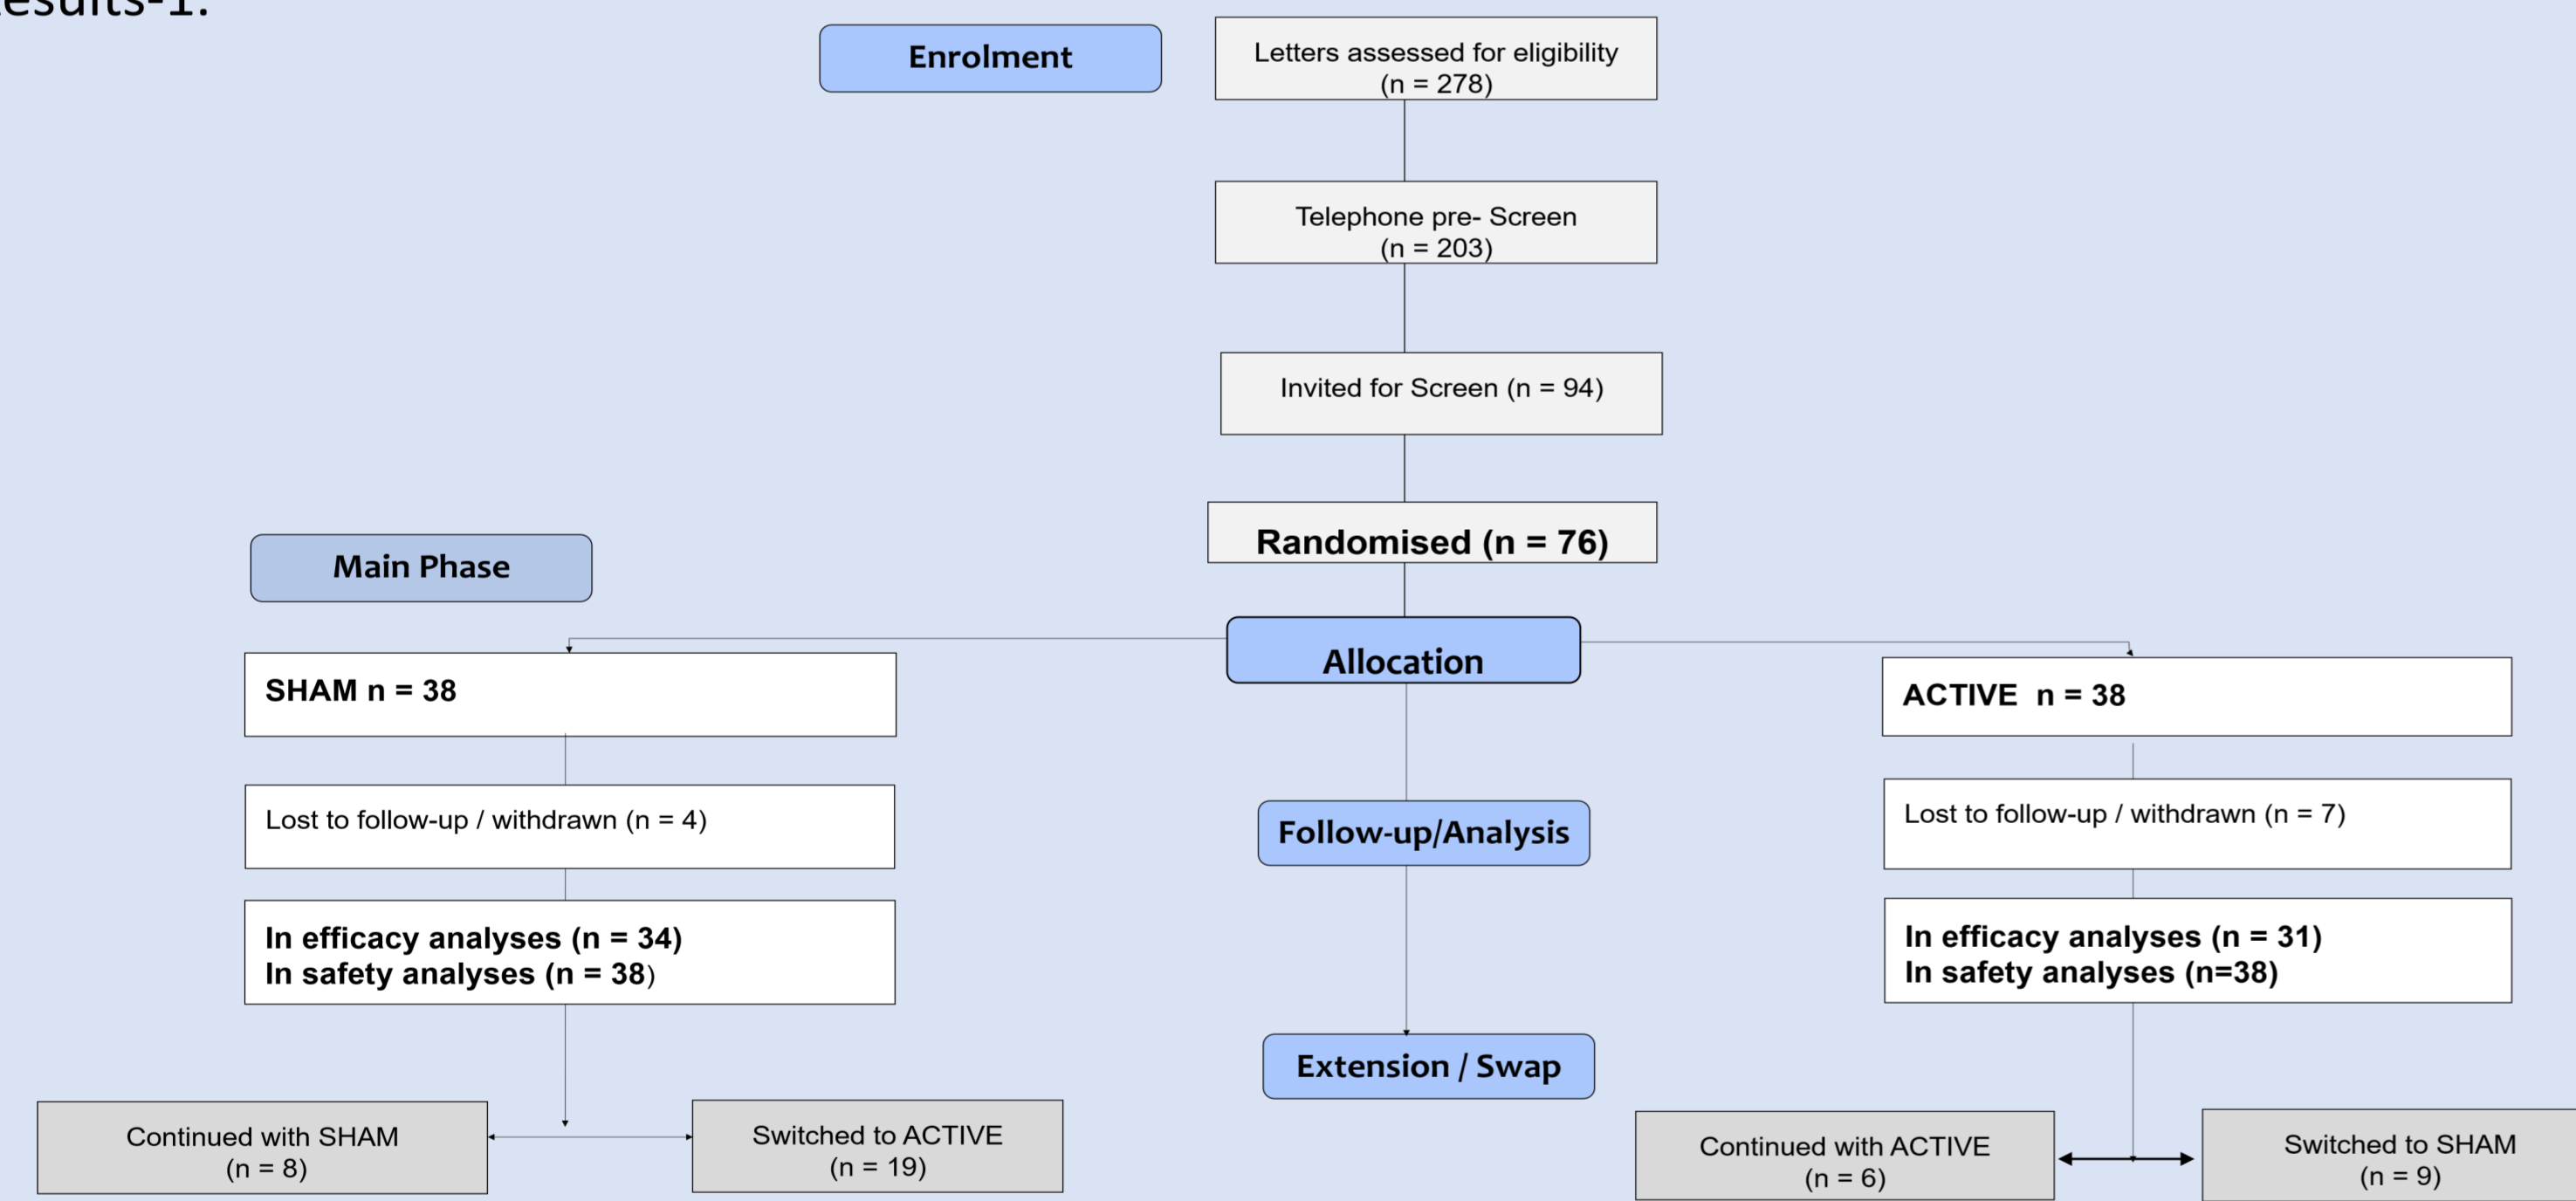 Results-1:
Enrolment
Letters assessed for eligibility
(n = 278)
Telephone pre- Screen
(n = 203)
Invited for Screen (n = 94)
Randomised (n = 76)
Main Phase
Allocation
SHAM n = 38
ACTIVE n = 38
Lost to follow-up / withdrawn (n = 4)
Follow-up/Analysis
Lost to follow-up / withdrawn (n = 7)
In efficacy analyses (n = 34)
In safety analyses (n = 38)
In efficacy analyses (n = 31)
In safety analyses (n=38)
Extension / Swap
Continued with SHAM
(n = 8)
Switched to ACTIVE
(n = 19)
Continued with ACTIVE
(n = 6)
Switched to SHAM
(n = 9)